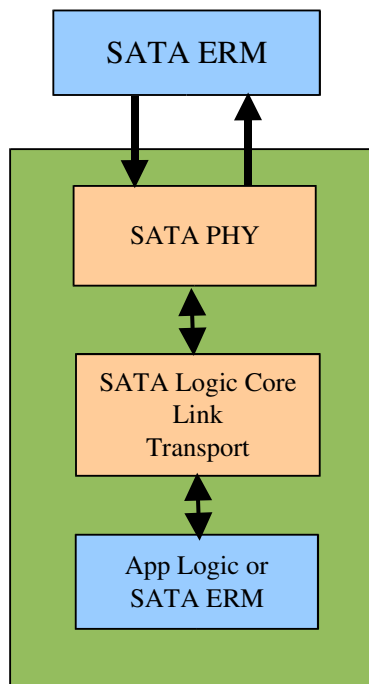 SATA ERM
SATA PHY
SATA Logic Core
Link
Transport
App Logic or
SATA ERM